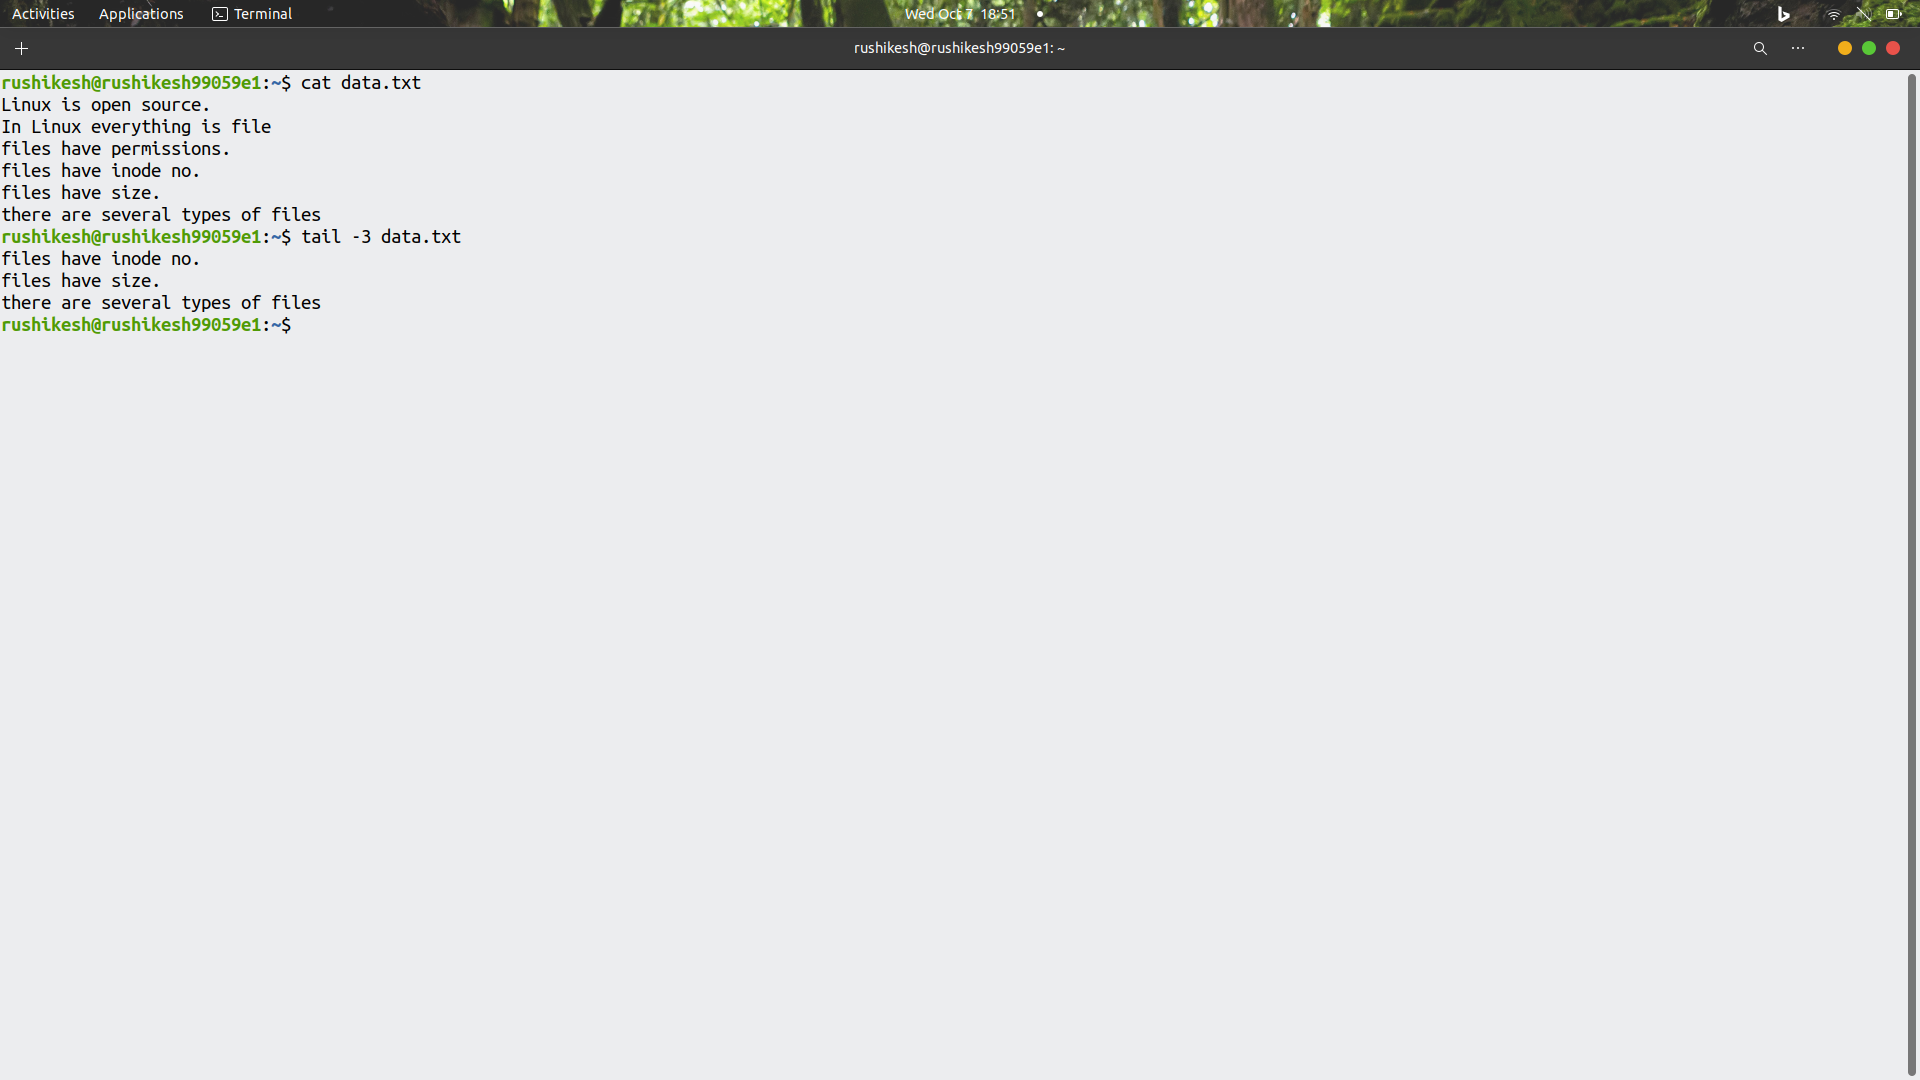 Activities Applications Terminal Wed Oct 7 18:51
rushikesh@rushikesh99059e1: ~
rushikesh@rushikesh99059e1:~$ cat data.txt
Linux is open source.
In Linux everything is file
files have permissions.
files have inode no.
files have size.
there are several types of files
rushikesh@rushikesh99059e1:~$ tail -3 data.txt
files have inode no.
files have size.
there are several types of files
rushikesh@rushikesh99059e1:~$